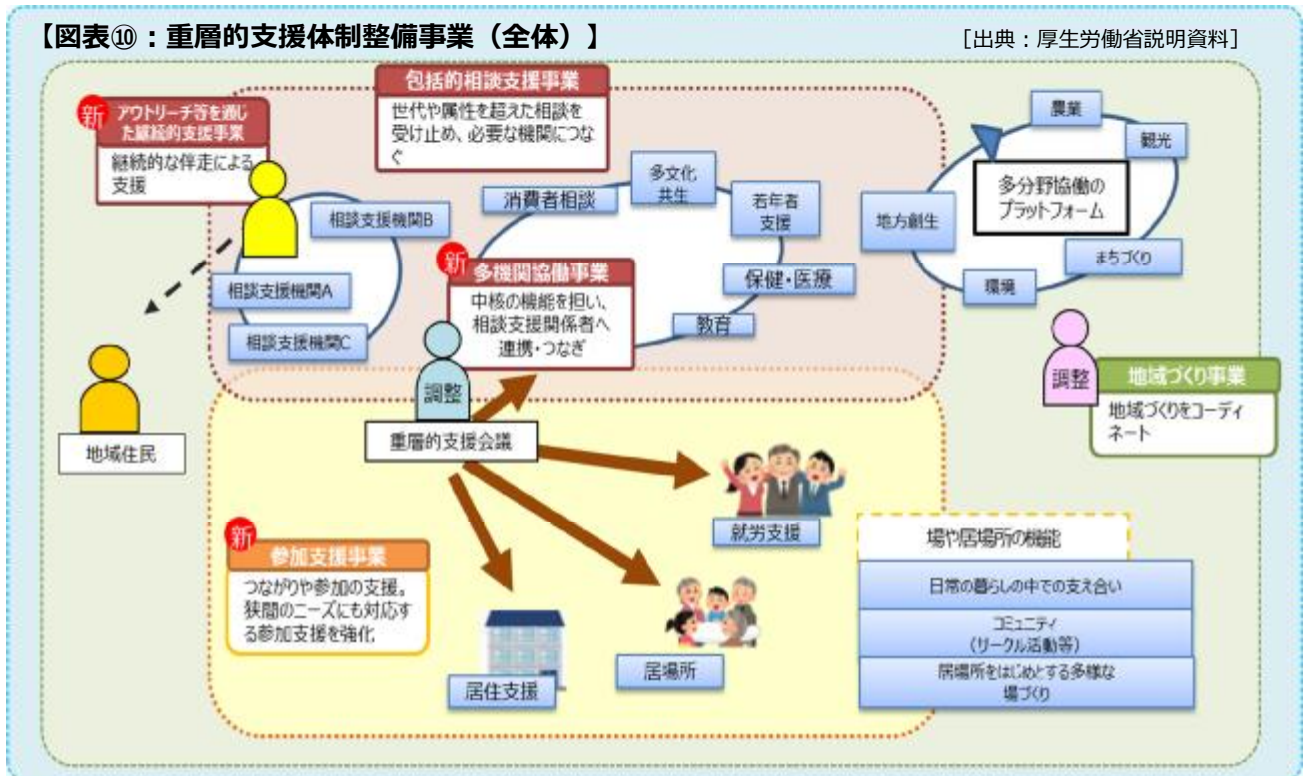 【図表⑩：重層的支援体制整備事業（全体）】
［出典：厚生労働省説明資料］
新
アウトリーチ等を通じ
た継続的支援事業
継続的な伴走による
支援
包括的相談支援事業
世代や属性を超えた相談を
受け止め、必要な機関につな
ぐ
相談支援機関B
相談支援機関A
相談支援機関C
消費者相談
多文化
共生
若年者
支援
保健・医療
教育
新
多機関協働事業
中核の機能を担い、
相談支援関係者へ
連携・つなぎ
農業
観光
多分野協働の
プラットフォーム
地方創生
まちづくり
環境
調整
地域づくり事業
地域づくりをコーディ
ネート
地域住民
調整
重層的支援会議
就労支援
新
参加支援事業
つながりや参加の支援。
狭間のニーズにも対応す
る参加支援を強化
居住支援
居場所
場や居場所の機能
日常の暮らしの中での支え合い
コミュニティ
（サークル活動等）
居場所をはじめとする多様な
場づくり